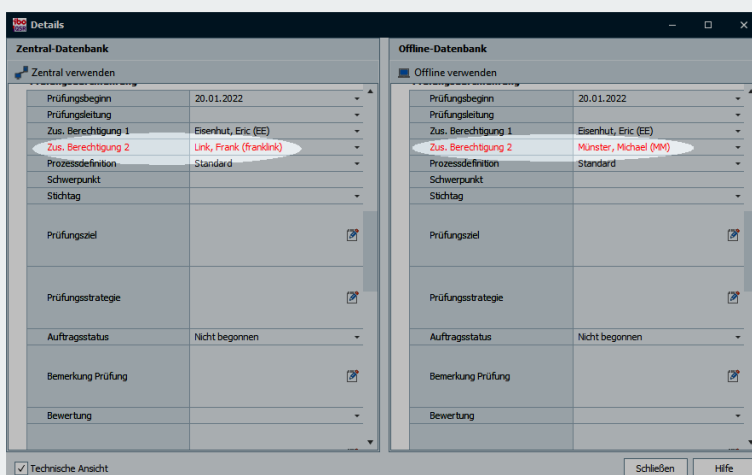 Details
Zentral-Datenbank
Zentral verwenden
Prüfungsbeginn 20.01.2022
Prüfungsleitung
Zus. Berechtigung 1 Eisenhut, Eric (EE)
Zus. Berechtigung 2 Link, Frank (franklink)
Prozessdefinition Standard
Schwerpunkt
Stichtag
Prüfungsziel
Prüfungsstrategie
Auftragsstatus Nicht begonnen
Bemerkung Prüfung
Bewertung
Offline-Datenbank
Offline verwenden
Prüfungsbeginn 20.01.2022
Prüfungsleitung
Zus. Berechtigung 1 Eisenhut, Eric (EE)
Zus. Berechtigung 2 Münster, Michael (MM)
Prozessdefinition Standard
Schwerpunkt
Stichtag
Prüfungsziel
Prüfungsstrategie
Auftragsstatus Nicht begonnen
Bemerkung Prüfung
Bewertung
Technische Ansicht
Schließen Hilfe